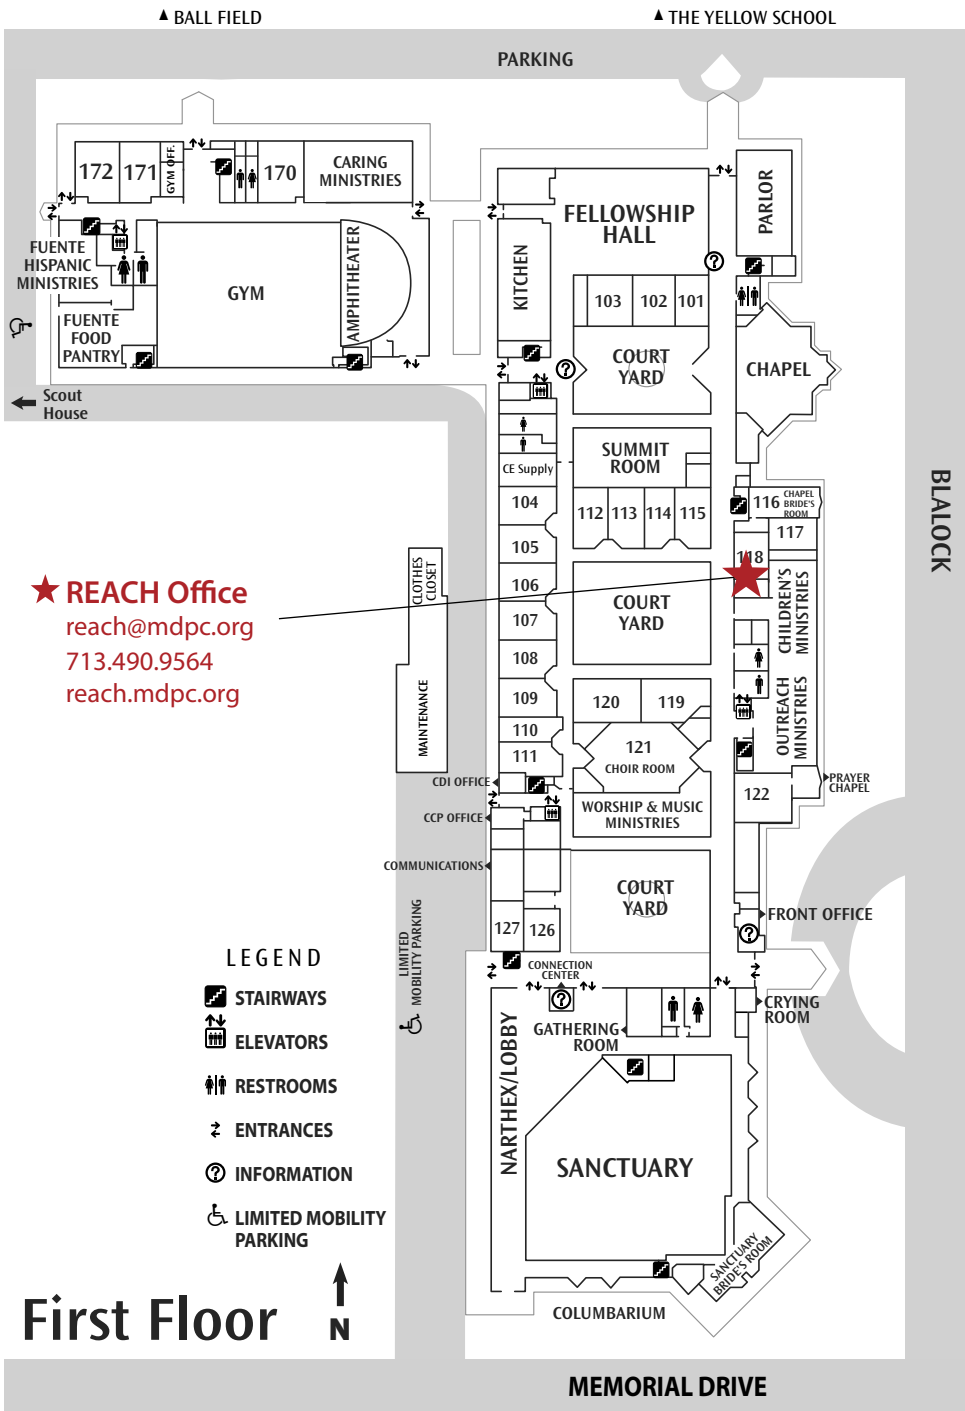 BALL FIELD
THE YELLOW SCHOOL
PARKING
172
171
GYM OFF.
170
CARING
MINISTRIES
FELLOWSHIP
HALL
PARLOR
KITCHEN
FUENTE
HISPANIC
MINISTRIES
GYM
AMPHITHEATER
103
102
101
FUENTE
FOOD
PANTRY
COURT
YARD
CHAPEL
Scout
House
SUMMIT
ROOM
CE Supply
104
112
113
114
115
116
CHAPEL
BRIDE'S
ROOM
117
118
BLALOCK
105
106
107
108
109
110
111
CLOTHES
CLOSET
MAINTENANCE
REACH Office
reach@mdpc.org
713.490.9564
reach.mdpc.org
COURT
YARD
CHILDREN'S
MINISTRIES
OUTREACH
MINISTRIES
120
119
121
CHOIR ROOM
WORSHIP & MUSIC
MINISTRIES
CDI OFFICE
CCP OFFICE
COMMUNICATIONS
122
PRAYER
CHAPEL
COURT
YARD
127
126
FRONT OFFICE
LIMITED
MOBILITY PARKING
CONNECTION
CENTER
GATHERING
ROOM
CRYING
ROOM
NARTHEX/LOBBY
SANCTUARY
SANCTUARY
BRIDE'S ROOM
COLUMBARIUM
LEGEND
STAIRWAYS
ELEVATORS
RESTROOMS
ENTRANCES
INFORMATION
LIMITED MOBILITY
PARKING
First Floor
N
MEMORIAL DRIVE